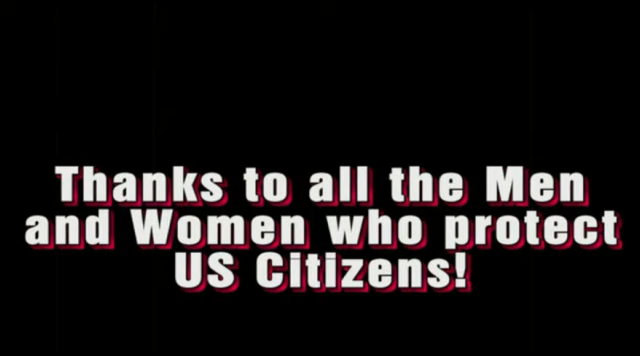 Thanks to all the Men
and Women who protect
US Citizens!